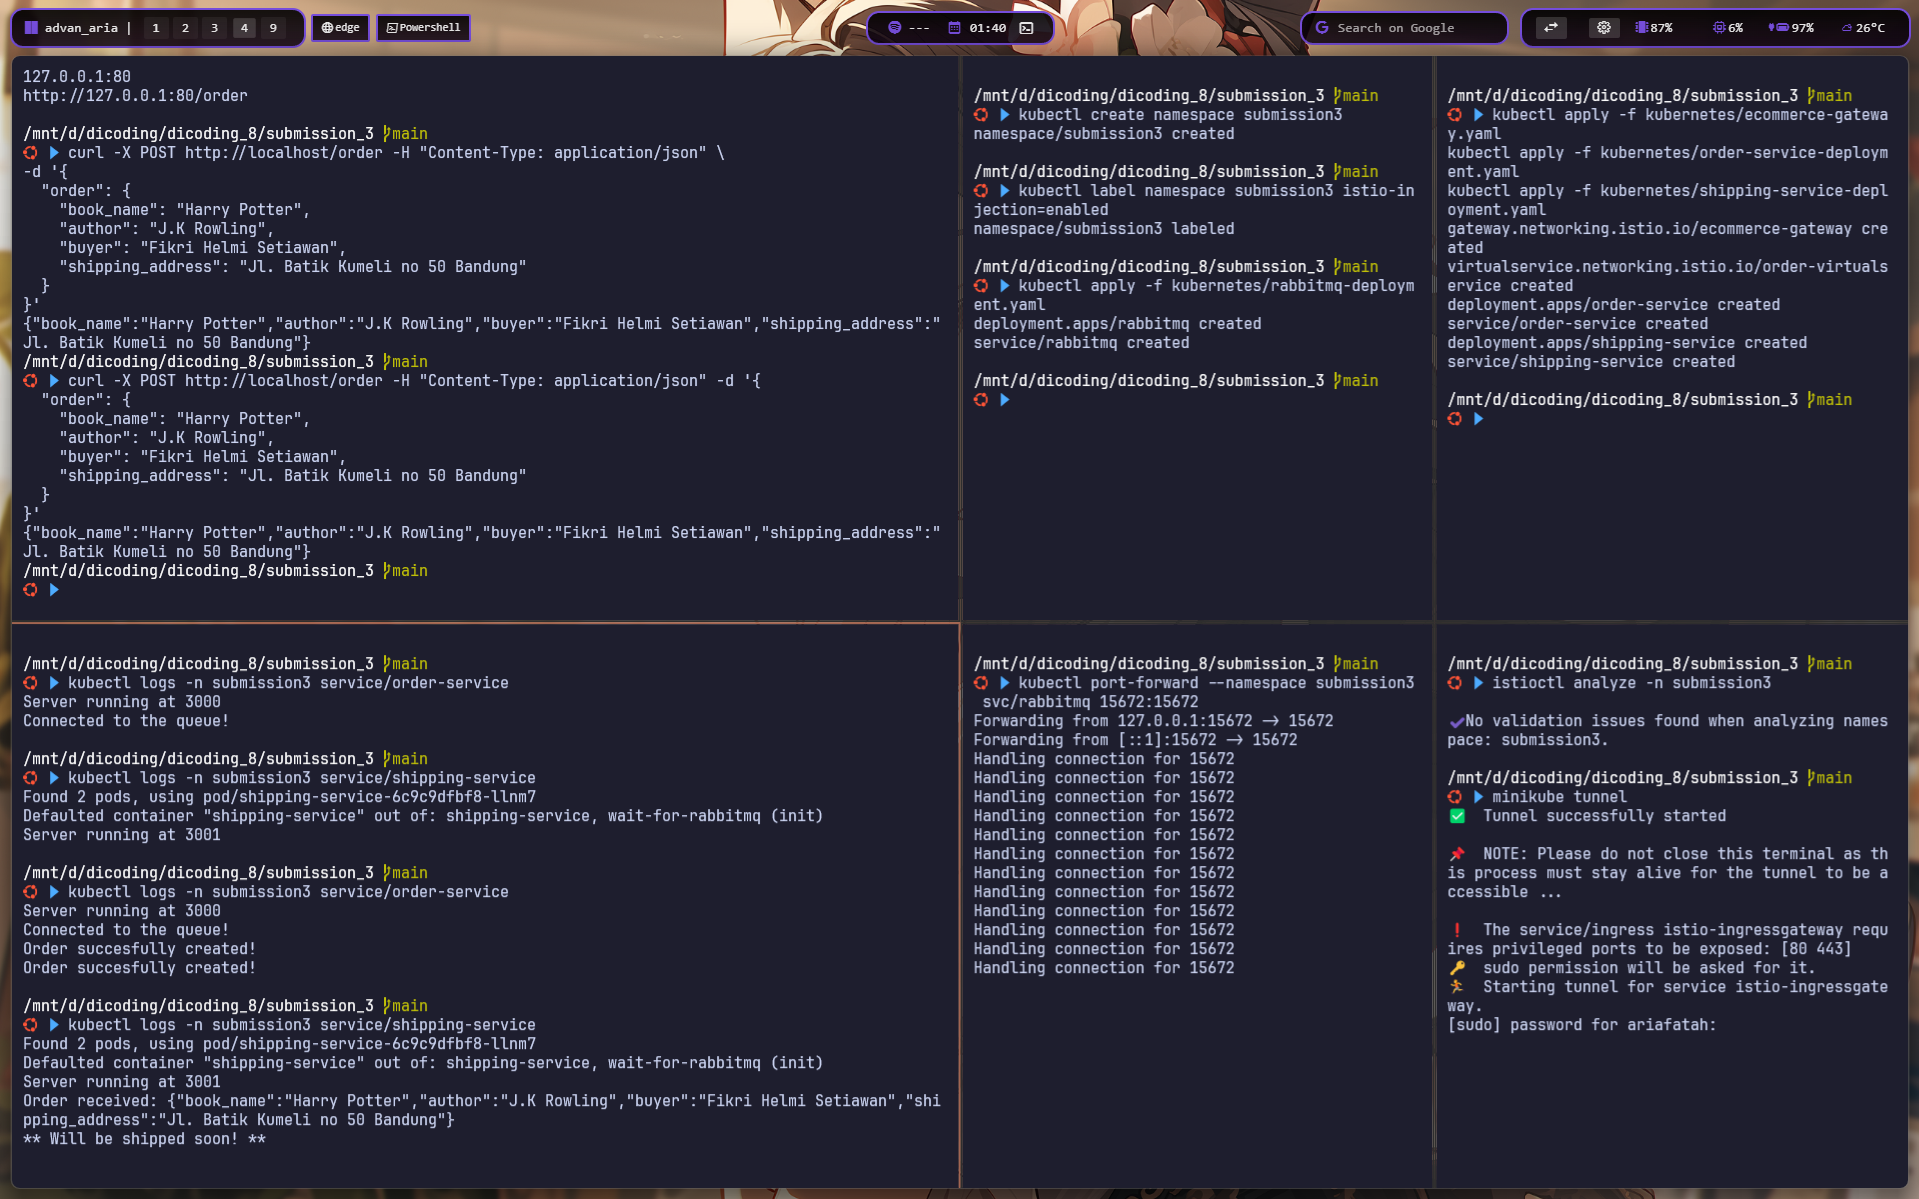 advan_aria | 1 2 3 4 9 edge Powershell
--- 01:40
Search on Google
87% 6% 97% 26°C
127.0.0.1:80
http://127.0.0.1:80/order
/mnt/d/dicoding/dicoding_8/submission_3 main
curl -X POST http://localhost/order -H "Content-Type: application/json" \
-d '{
"order": {
"book_name": "Harry Potter",
"author": "J.K Rowling",
"buyer": "Fikri Helmi Setiawan",
"shipping_address": "Jl. Batik Kumeli no 50 Bandung"
}
}'
{"book_name":"Harry Potter","author":"J.K Rowling","buyer":"Fikri Helmi Setiawan","shipping_address":"
Jl. Batik Kumeli no 50 Bandung"}
/mnt/d/dicoding/dicoding_8/submission_3 main
curl -X POST http://localhost/order -H "Content-Type: application/json" -d '{
"order": {
"book_name": "Harry Potter",
"author": "J.K Rowling",
"buyer": "Fikri Helmi Setiawan",
"shipping_address": "Jl. Batik Kumeli no 50 Bandung"
}
}'
{"book_name":"Harry Potter","author":"J.K Rowling","buyer":"Fikri Helmi Setiawan","shipping_address":"
Jl. Batik Kumeli no 50 Bandung"}
/mnt/d/dicoding/dicoding_8/submission_3 main
/mnt/d/dicoding/dicoding_8/submission_3 main
kubectl create namespace submission3
namespace/submission3 created
/mnt/d/dicoding/dicoding_8/submission_3 main
kubectl label namespace submission3 istio-in
jection=enabled
namespace/submission3 labeled
/mnt/d/dicoding/dicoding_8/submission_3 main
kubectl apply -f kubernetes/rabbitmq-deploym
ent.yaml
deployment.apps/rabbitmq created
service/rabbitmq created
/mnt/d/dicoding/dicoding_8/submission_3 main
/mnt/d/dicoding/dicoding_8/submission_3 main
kubectl apply -f kubernetes/ecommerce-gatewa
y.yaml
kubectl apply -f kubernetes/order-service-deploym
ent.yaml
kubectl apply -f kubernetes/shipping-service-depl
oyment.yaml
gateway.networking.istio.io/ecommerce-gateway cre
ated
virtualservice.networking.istio.io/order-virtuals
ervice created
deployment.apps/order-service created
service/order-service created
deployment.apps/shipping-service created
service/shipping-service created
/mnt/d/dicoding/dicoding_8/submission_3 main
/mnt/d/dicoding/dicoding_8/submission_3 main
kubectl logs -n submission3 service/order-service
Server running at 3000
Connected to the queue!
/mnt/d/dicoding/dicoding_8/submission_3 main
kubectl logs -n submission3 service/shipping-service
Found 2 pods, using pod/shipping-service-6c9c9dfbf8-llnm7
Defaulted container "shipping-service" out of: shipping-service, wait-for-rabbitmq (init)
Server running at 3001
/mnt/d/dicoding/dicoding_8/submission_3 main
kubectl logs -n submission3 service/order-service
Server running at 3000
Connected to the queue!
Order succesfully created!
Order succesfully created!
/mnt/d/dicoding/dicoding_8/submission_3 main
kubectl logs -n submission3 service/shipping-service
Found 2 pods, using pod/shipping-service-6c9c9dfbf8-llnm7
Defaulted container "shipping-service" out of: shipping-service, wait-for-rabbitmq (init)
Server running at 3001
Order received: {"book_name":"Harry Potter","author":"J.K Rowling","buyer":"Fikri Helmi Setiawan","shi
pping_address":"Jl. Batik Kumeli no 50 Bandung"}
** Will be shipped soon! **
/mnt/d/dicoding/dicoding_8/submission_3 main
kubectl port-forward --namespace submission3
svc/rabbitmq 15672:15672
Forwarding from 127.0.0.1:15672 -> 15672
Forwarding from [::1]:15672 -> 15672
Handling connection for 15672
Handling connection for 15672
Handling connection for 15672
Handling connection for 15672
Handling connection for 15672
Handling connection for 15672
Handling connection for 15672
Handling connection for 15672
Handling connection for 15672
Handling connection for 15672
Handling connection for 15672
Handling connection for 15672
/mnt/d/dicoding/dicoding_8/submission_3 main
istioctl analyze -n submission3
✔No validation issues found when analyzing names
pace: submission3.
/mnt/d/dicoding/dicoding_8/submission_3 main
minikube tunnel
✅ Tunnel successfully started
📌 NOTE: Please do not close this terminal as th
is process must stay alive for the tunnel to be a
ccessible ...
❗ The service/ingress istio-ingressgateway requ
ires privileged ports to be exposed: [80 443]
🔑 sudo permission will be asked for it.
🏃 Starting tunnel for service istio-ingressgate
way.
[sudo] password for ariafatah: